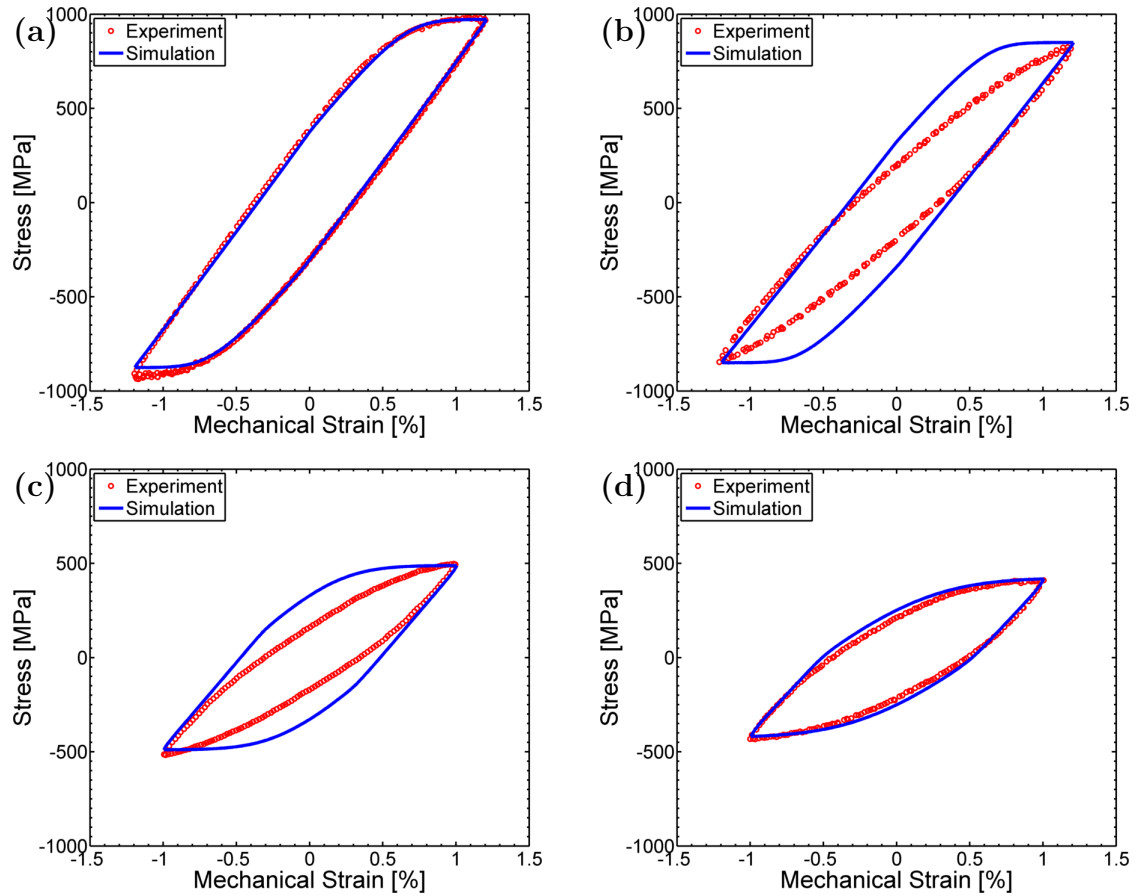 (a)
Experiment
Simulation
1000
500
0
-500
-1000
Stress [MPa]
-1.5 -1 -0.5 0 0.5 1 1.5
Mechanical Strain [%]
(b)
Experiment
Simulation
1000
500
0
-500
-1000
Stress [MPa]
-1.5 -1 -0.5 0 0.5 1 1.5
Mechanical Strain [%]
(c)
Experiment
Simulation
1000
500
0
-500
-1000
Stress [MPa]
-1.5 -1 -0.5 0 0.5 1 1.5
Mechanical Strain [%]
(d)
Experiment
Simulation
1000
500
0
-500
-1000
Stress [MPa]
-1.5 -1 -0.5 0 0.5 1 1.5
Mechanical Strain [%]